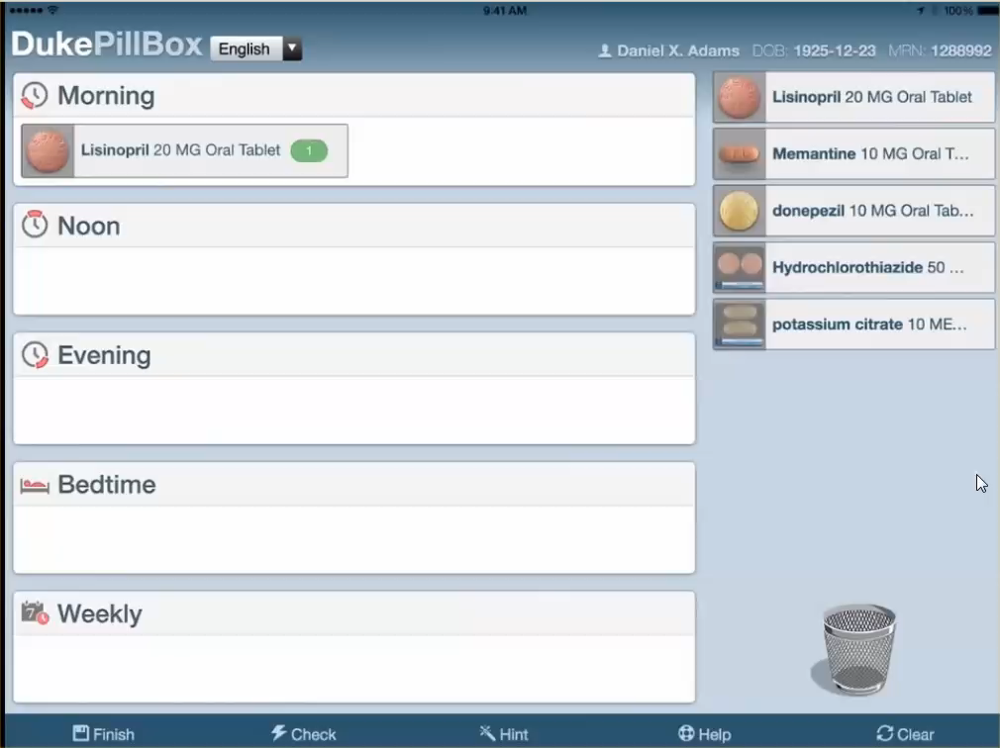 9:41 AM
100%
DukePillBox English
Daniel X. Adams DOB: 1925-12-23 MRN: 1288992
Morning
Lisinopril 20 MG Oral Tablet 1
Noon
Evening
Bedtime
7 Weekly
Lisinopril 20 MG Oral Tablet
Memantine 10 MG Oral T...
donepezil 10 MG Oral Tab...
Hydrochlorothiazide 50 ...
potassium citrate 10 ME...
Finish Check Hint Help Clear